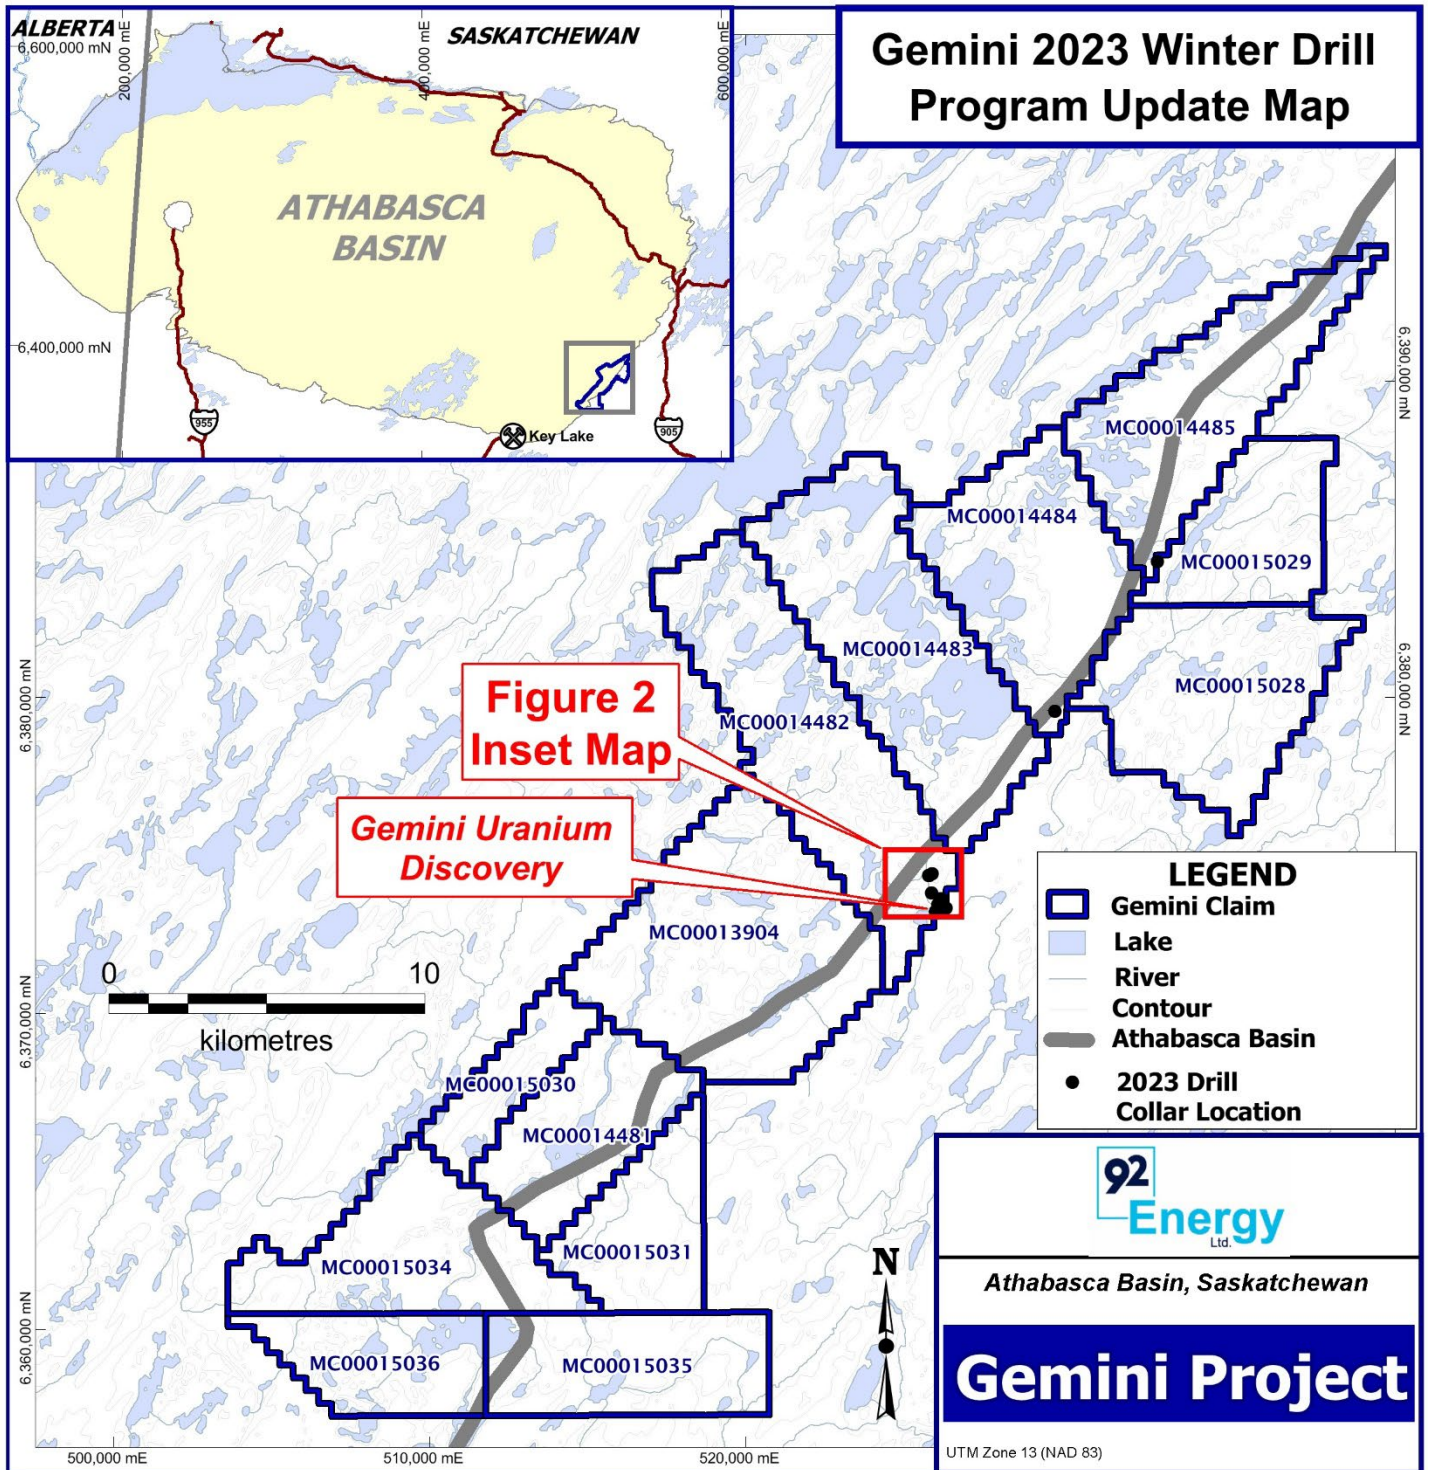 ALBERTA
SASKATCHEWAN
6,600,000 mN
200,000 mE
400,000 mE
600,000 mE
ATHABASCA
BASIN
6,400,000 mN
955
Key Lake
905
Gemini 2023 Winter Drill
Program Update Map
6,390,000 mN
MC00014485
MC00014484
MC00015029
MC00014483
MC00015028
6,380,000 mN
6,380,000 mN
MC00014482
Figure 2
Inset Map
Gemini Uranium
Discovery
MC00013904
0 10
kilometres
6,370,000 mN
MC00015030
MC00014481
MC00015031
MC00015034
MC00015036
MC00015035
6,360,000 mN
500,000 mE
510,000 mE
520,000 mE
N
LEGEND
Gemini Claim
Lake
River
Contour
Athabasca Basin
2023 Drill
Collar Location
92
Energy
Ltd.
Athabasca Basin, Saskatchewan
Gemini Project
UTM Zone 13 (NAD 83)